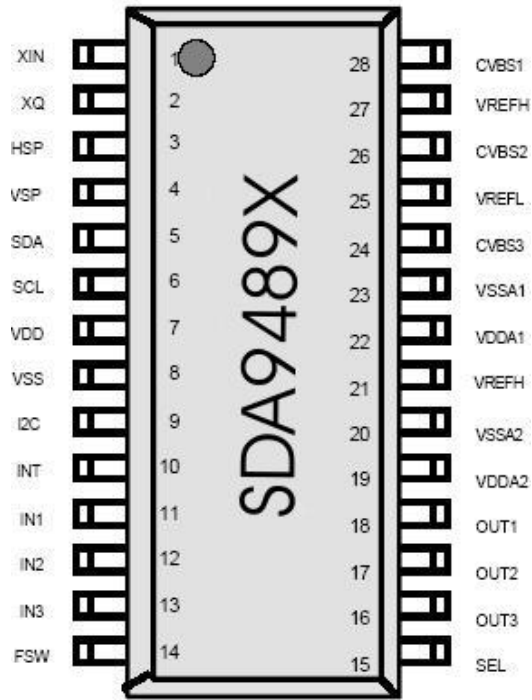 XIN 1 28 CVBS1
XQ 2 27 VREFH
HSP 3 26 CVBS2
VSP 4 25 VREFL
SDA 5 24 CVBS3
SCL 6 23 VSSA1
VDD 7 22 VDDA1
VSS 8 21 VREFH
I2C 9 20 VSSA2
INT 10 19 VDDA2
IN1 11 18 OUT1
IN2 12 17 OUT2
IN3 13 16 OUT3
FSW 14 15 SEL
SDA9489X